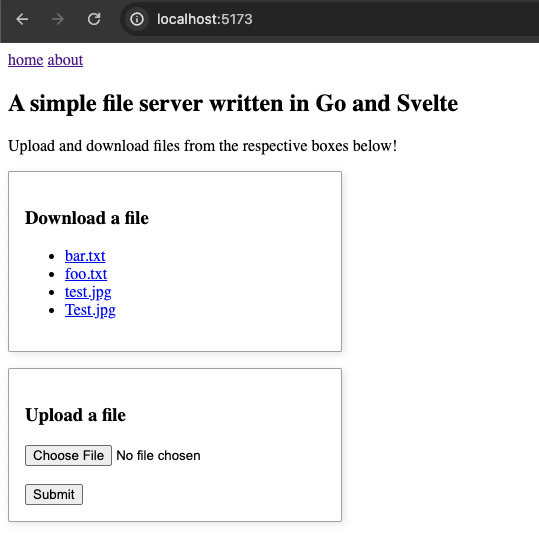 localhost:5173
home about
A simple file server written in Go and Svelte
Upload and download files from the respective boxes below!
Download a file
bar.txt
foo.txt
test.jpg
Test.jpg
Upload a file
Choose File No file chosen
Submit